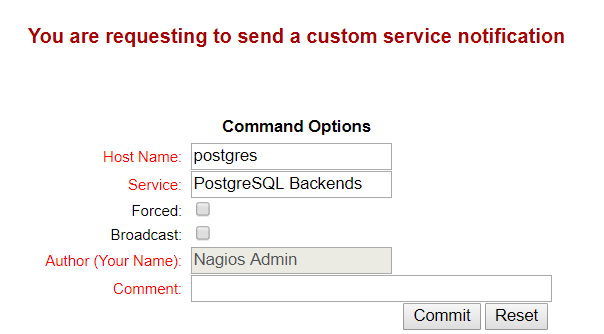 You are requesting to send a custom service notification
Command Options
Host Name: postgres
Service: PostgreSQL Backends
Forced:
Broadcast:
Author (Your Name): Nagios Admin
Comment:
Commit Reset